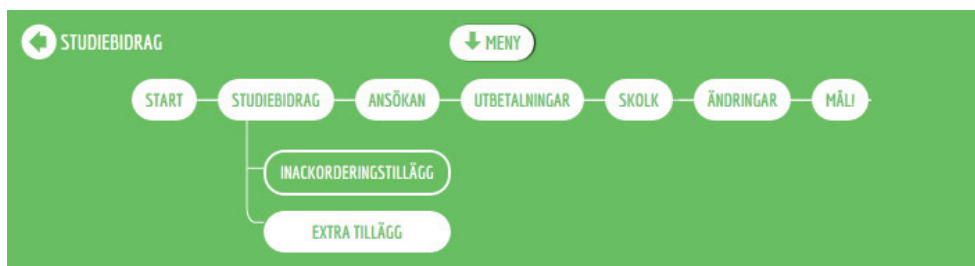 STUDIEBIDRAG
MENY
START STUDIEBIDRAG ANSÖKAN UTBETALNINGAR SKOLK ÄNDRINGAR MÅL!
INACKORDERINGSTILLÄGG
EXTRA TILLÄGG